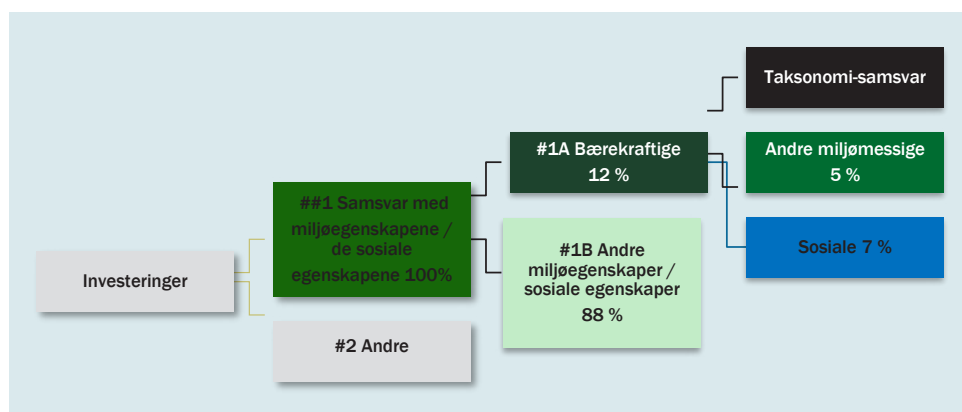 Investeringer
##1 Samsvar med
miljøegenskapene /
de sosiale
egenskapene 100%
#2 Andre
#1A Bærekraftige
12 %
#1B Andre
miljøegenskaper /
sosiale egenskaper
88 %
Taksonomi-samsvar
Andre miljømessige
5 %
Sosiale 7 %